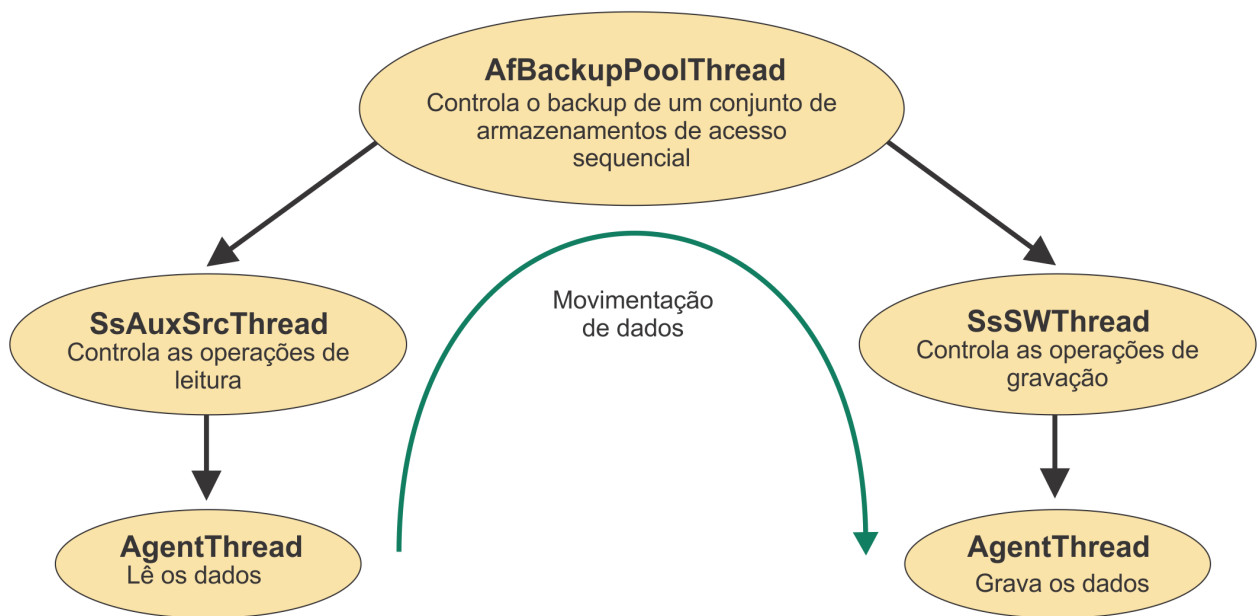 AfBackupPoolThread
Controla o backup de um conjunto de
armazenamentos de acesso
sequencial
SsAuxSrcThread
Controla as operações de
leitura
Movimentação
de dados
SsSWThread
Controla as operações de
gravação
AgentThread
Lê os dados
AgentThread
Grava os dados